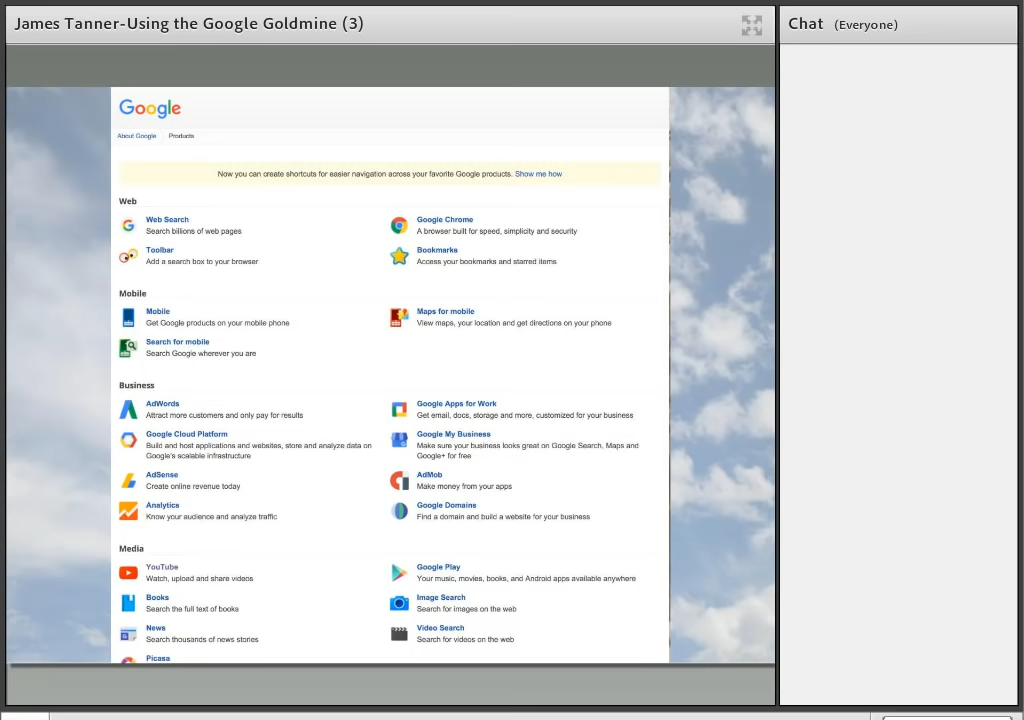 James Tanner-Using the Google Goldmine (3)
Chat (Everyone)
Google
About Google Products
Now you can create shortcuts for easier navigation across your favorite Google products. Show me how
Web
Web Search
Search billions of web pages
Google Chrome
A browser built for speed, simplicity and security
Toolbar
Add a search box to your browser
Bookmarks
Access your bookmarks and starred items
Mobile
Mobile
Get Google products on your mobile phone
Maps for mobile
View maps, your location and get directions on your phone
Search for mobile
Search Google wherever you are
Business
AdWords
Attract more customers and only pay for results
Google Apps for Work
Get email, docs, storage and more, customized for your business
Google Cloud Platform
Build and host applications and websites, store and analyze data on
Google's scalable infrastructure
Google My Business
Make sure your business looks great on Google Search, Maps and
Google+ for free
AdSense
Create online revenue today
AdMob
Make money from your apps
Analytics
Know your audience and analyze traffic
Google Domains
Find a domain and build a website for your business
Media
YouTube
Watch, upload and share videos
Google Play
Your music, movies, books, and Android apps available anywhere
Books
Search the full text of books
Image Search
Search for images on the web
News
Search thousands of news stories
Video Search
Search for videos on the web
Picasa